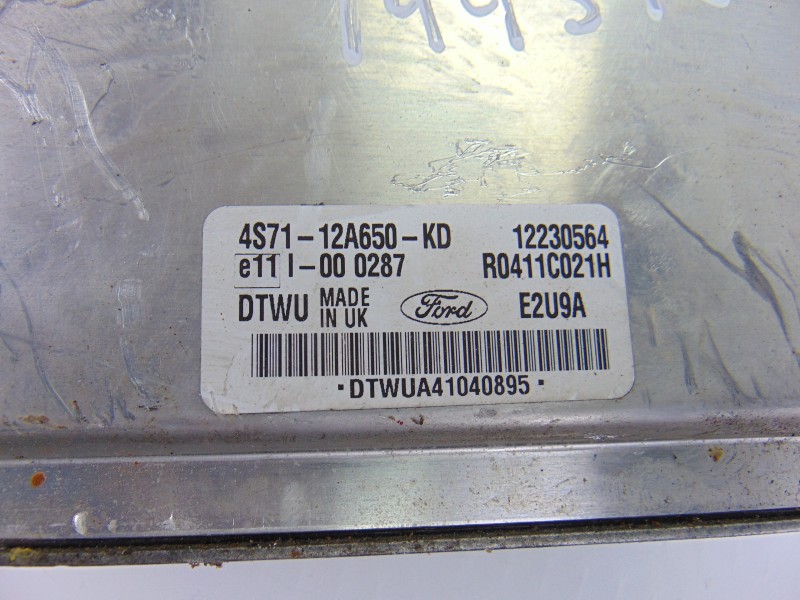 4S71-12A650-KD 12230564
e11 I-00 0287 R0411C021H
DTWU MADE IN UK Ford E2U9A
·DTWUA41040895·